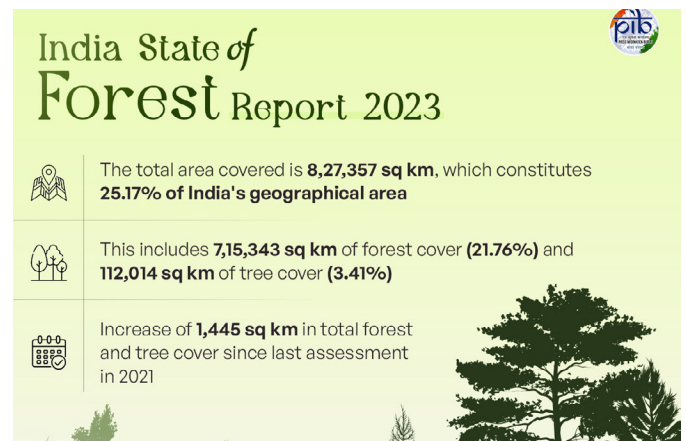 India State of
Forest Report 2023
pib
The total area covered is 8,27,357 sq km, which constitutes
25.17% of India's geographical area
This includes 7,15,343 sq km of forest cover (21.76%) and
112,014 sq km of tree cover (3.41%)
Increase of 1,445 sq km in total forest
and tree cover since last assessment
in 2021